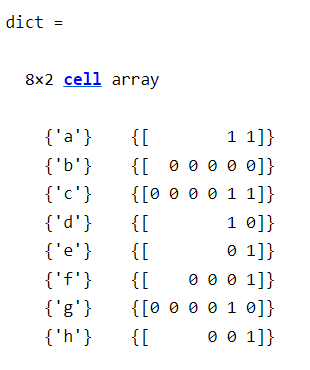 dict =
8×2 cell array
{'a'} {[ 1 1]}
{'b'} {[ 0 0 0 0 0]}
{'c'} {[0 0 0 0 1 1]}
{'d'} {[ 1 0]}
{'e'} {[ 0 1]}
{'f'} {[ 0 0 0 1]}
{'g'} {[0 0 0 0 1 0]}
{'h'} {[ 0 0 1]}